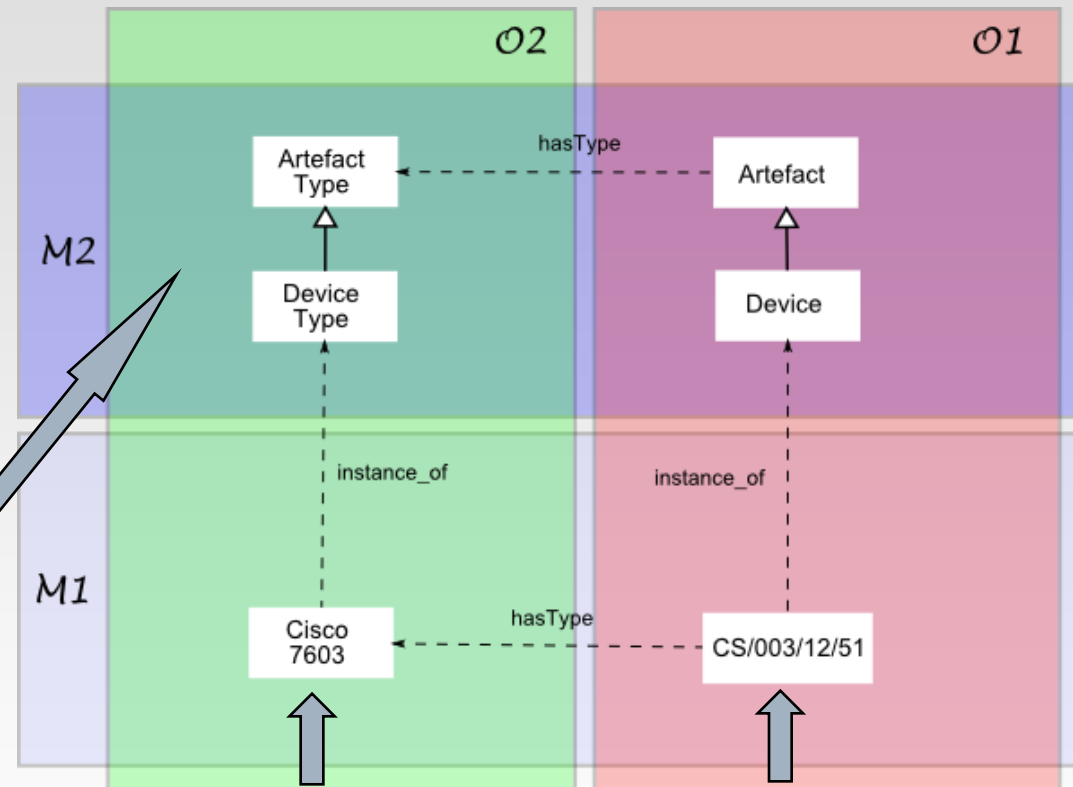 O2
O1
hasType
Artefact
Type
Artefact
M2
Device
Type
Device
instance_of
instance_of
M1
hasType
Cisco
7603
CS/003/12/51